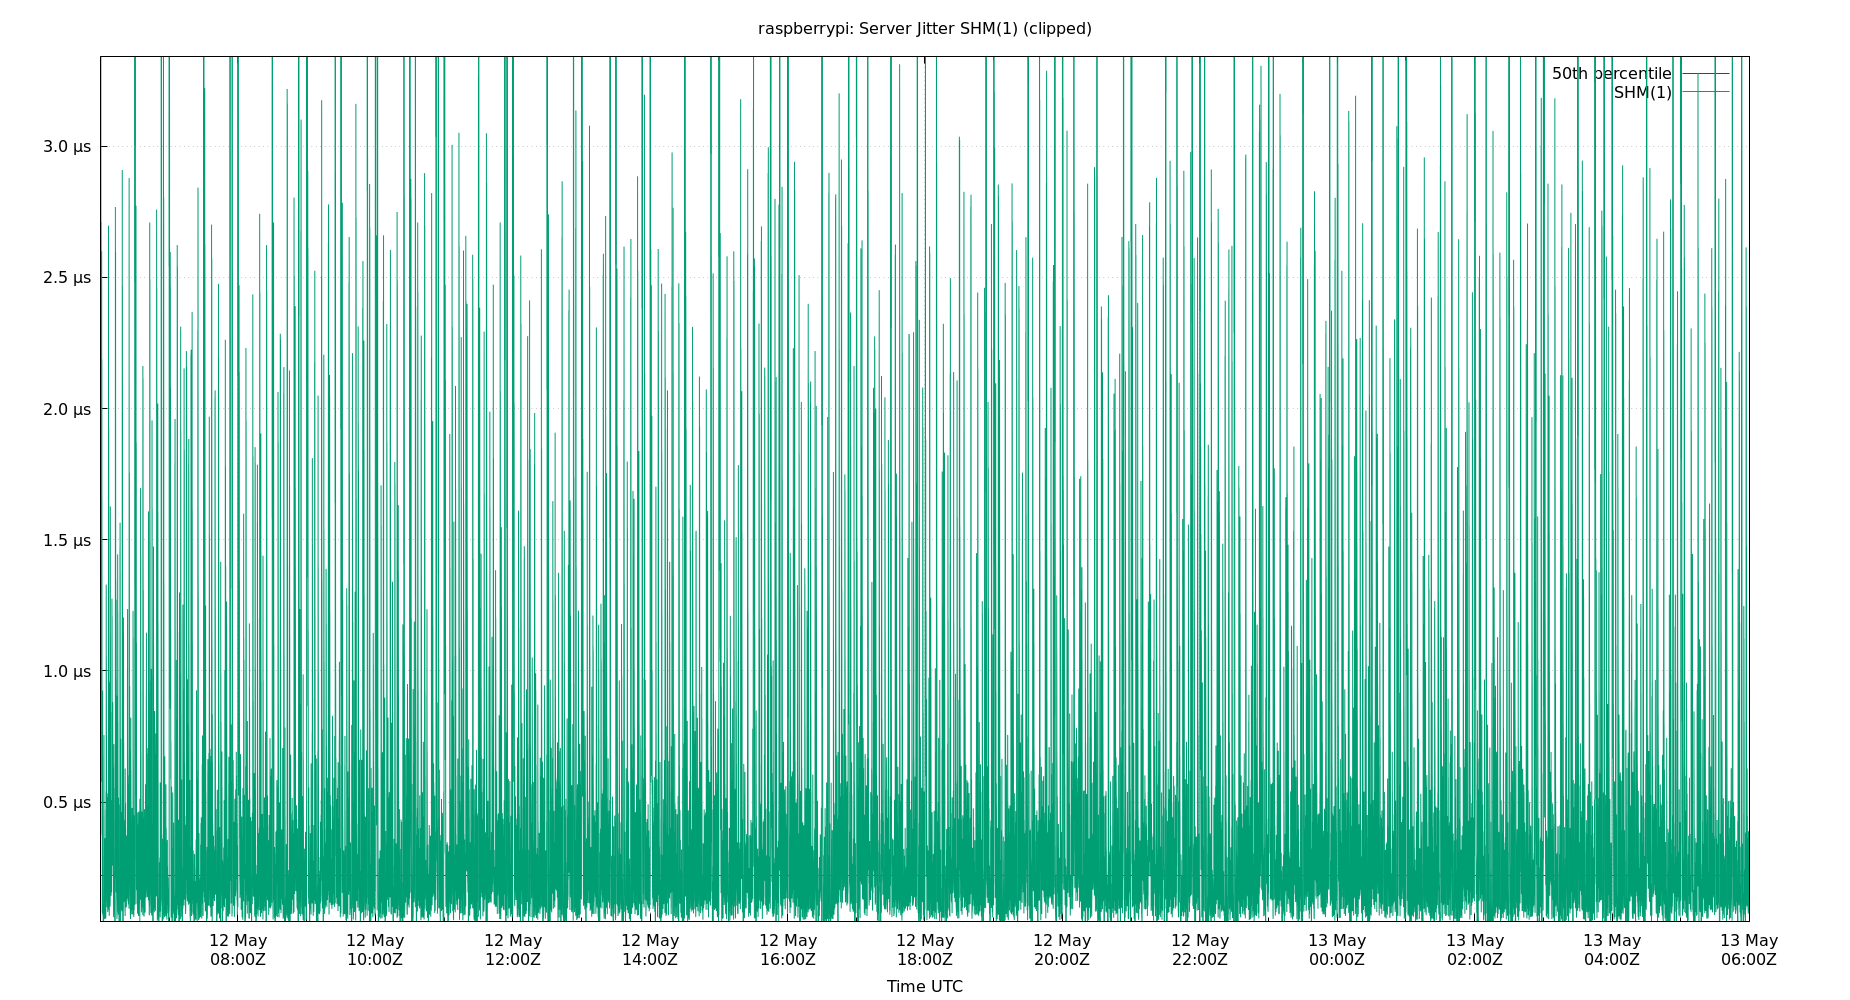 raspberrypi: Server Jitter SHM(1) (clipped)
50th percentile
SHM(1)
3.0 µs
2.5 µs
2.0 µs
1.5 µs
1.0 µs
0.5 µs
12 May 12 May 12 May 12 May 12 May 12 May 12 May 12 May 13 May 13 May 13 May 13 May
08:00Z 10:00Z 12:00Z 14:00Z 16:00Z 18:00Z 20:00Z 22:00Z 00:00Z 02:00Z 04:00Z 06:00Z
Time UTC